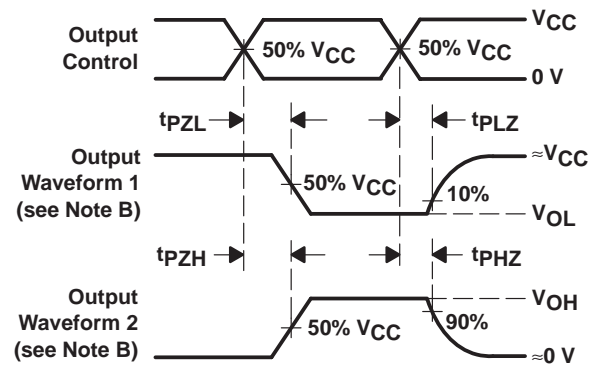 Output
Control
50% VCC
50% VCC
VCC
0 V
tPZL
tPLZ
Output
Waveform 1
(see Note B)
50% VCC
10%
≈VCC
VOL
tPZH
tPHZ
Output
Waveform 2
(see Note B)
50% VCC
90%
VOH
≈0 V